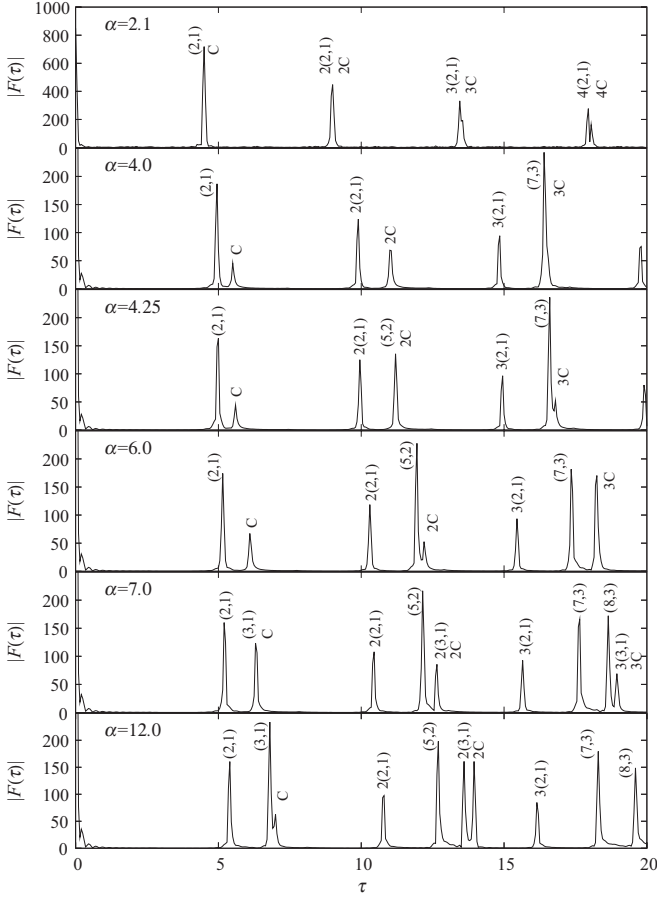 1000
800
600
400
200
0
|F(τ)|
α=2.1
(2,1)
C
2(2,1)
2C
3(2,1)
3C
4(2,1)
4C
200
150
100
50
0
|F(τ)|
α=4.0
(2,1)
C
2(2,1)
2C
3(2,1)
(7,3)
3C
200
150
100
50
0
|F(τ)|
α=4.25
(2,1)
C
2(2,1)
(5,2)
2C
3(2,1)
(7,3)
3C
200
150
100
50
0
|F(τ)|
α=6.0
(2,1)
C
2(2,1)
(5,2)
2C
3(2,1)
(7,3)
3C
200
150
100
50
0
|F(τ)|
α=7.0
(2,1)
(3,1)
C
2(2,1)
(5,2)
2(3,1)
2C
3(2,1)
(7,3)
(8,3)
3(3,1)
3C
200
150
100
50
0
|F(τ)|
α=12.0
(2,1)
(3,1)
C
2(2,1)
(5,2)
2(3,1)
2C
3(2,1)
(7,3)
(8,3)
0
5
10
15
20
τ